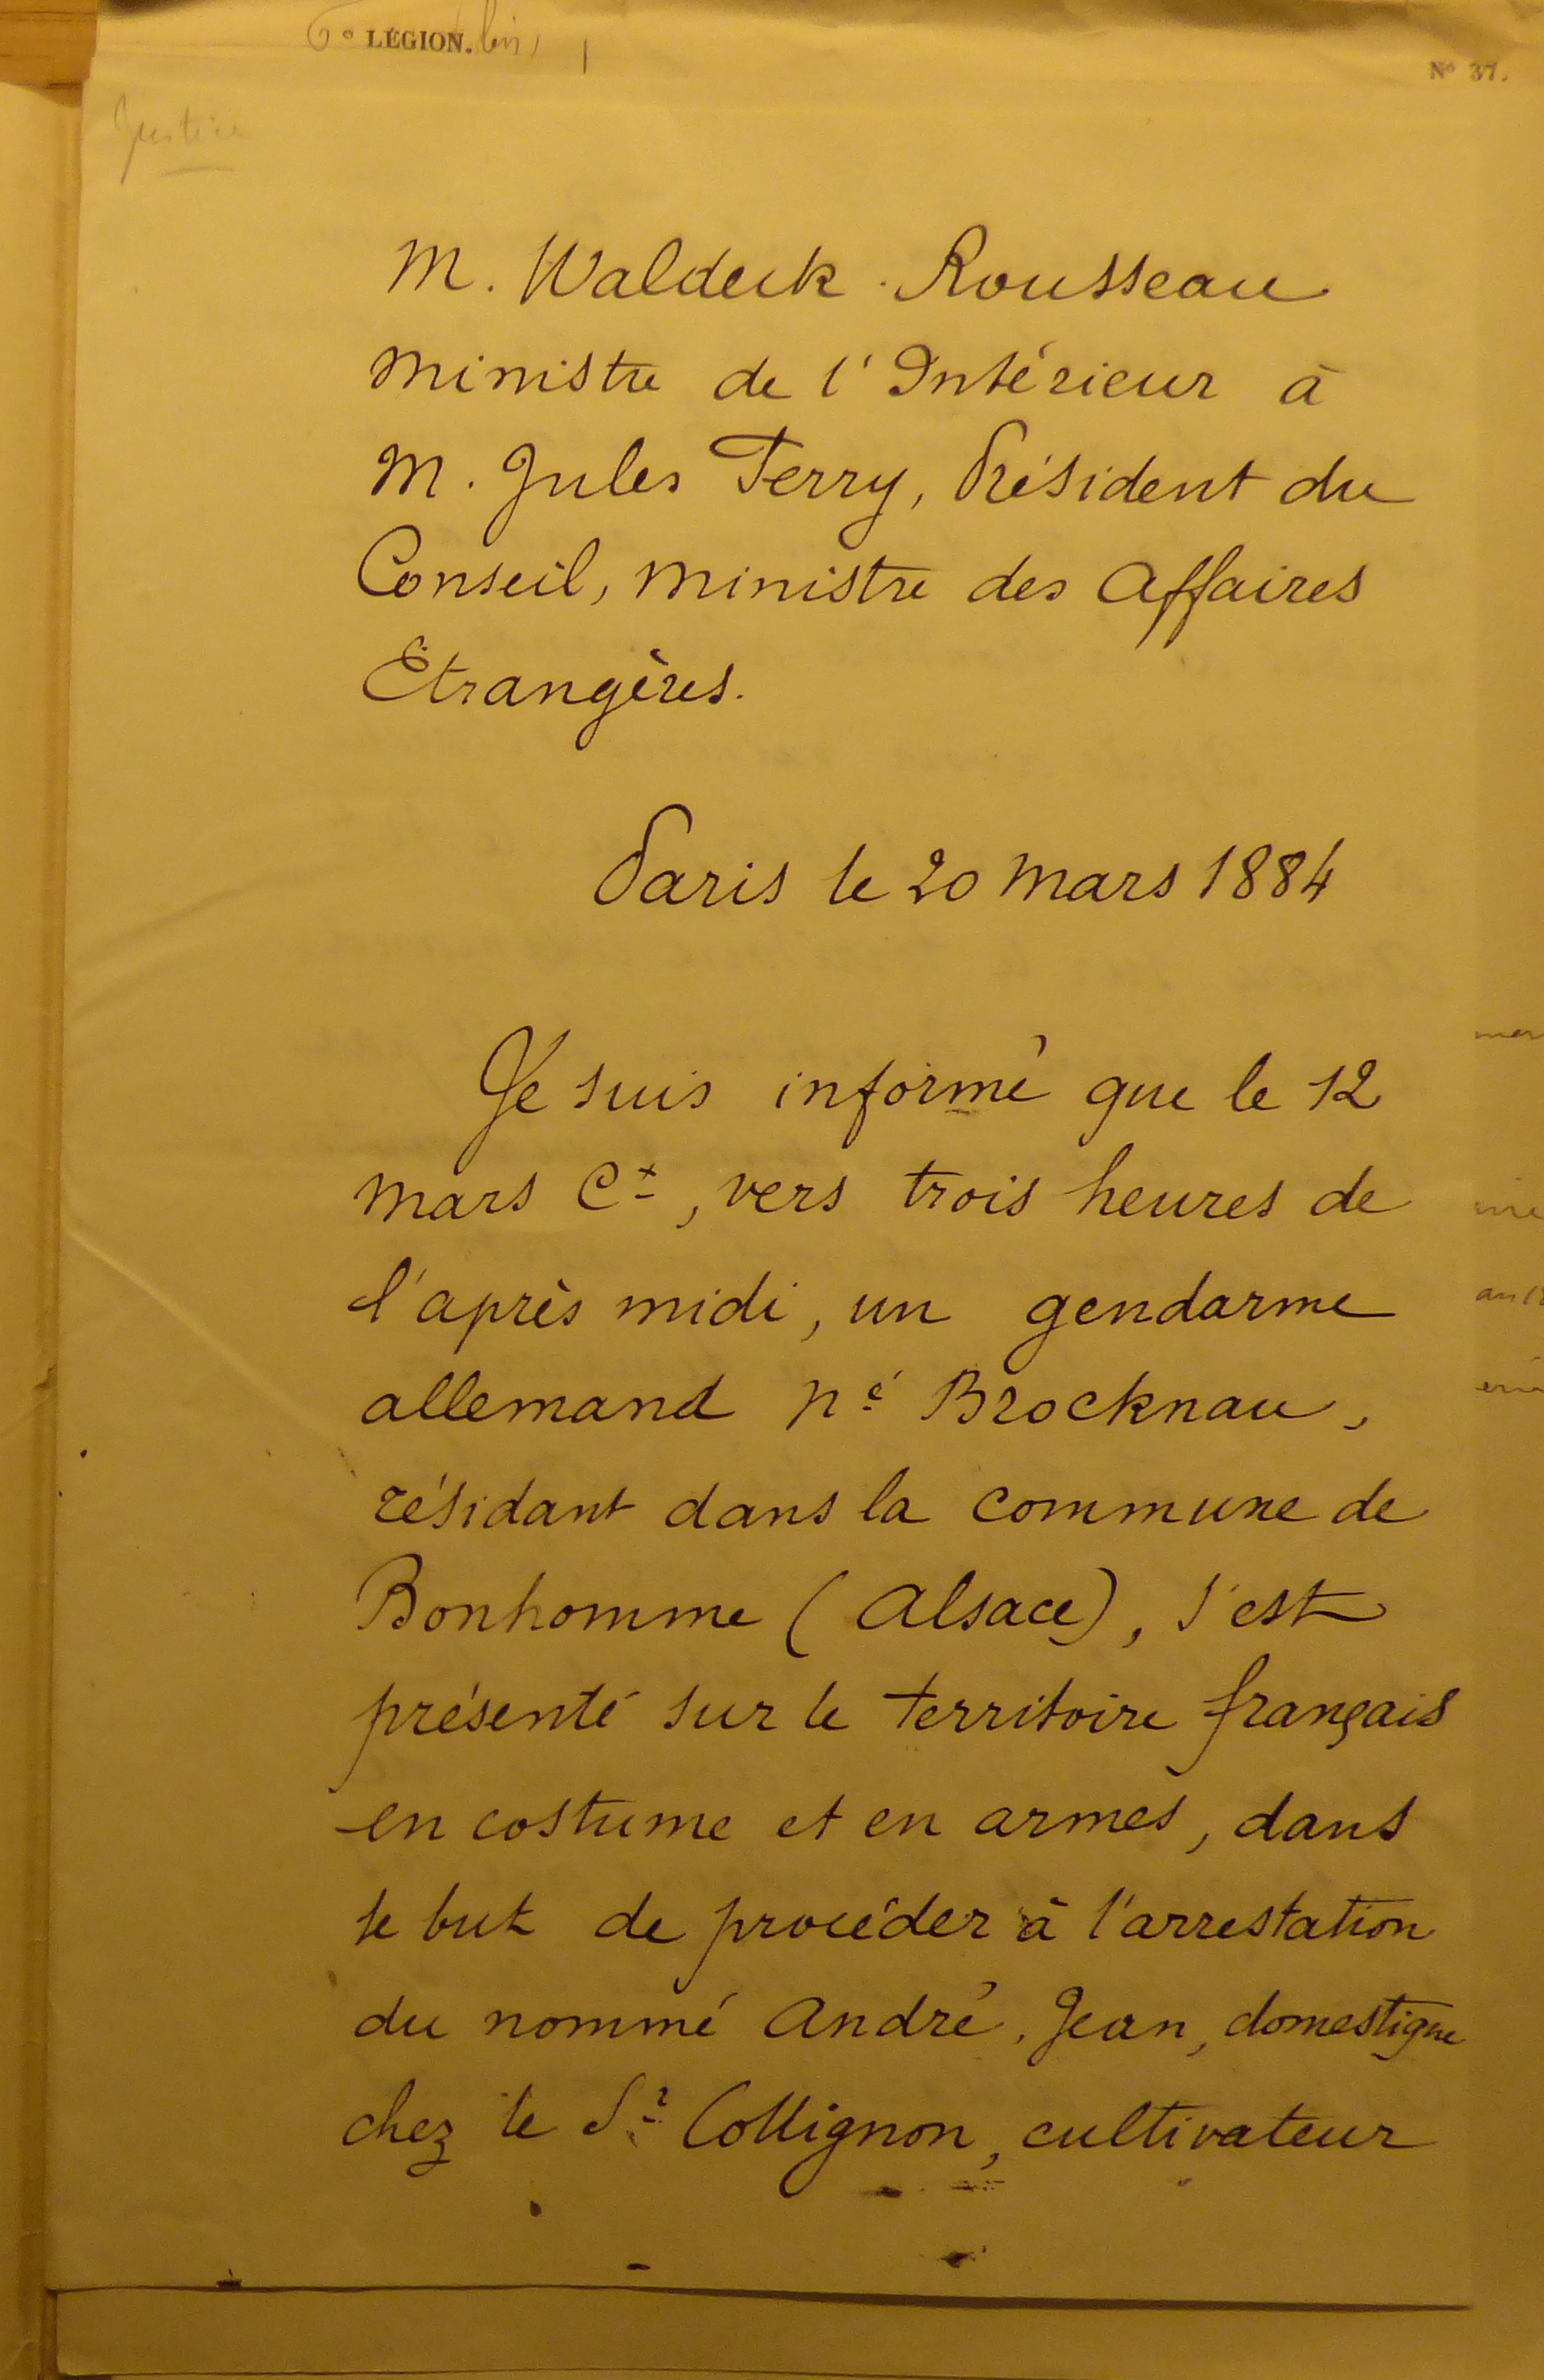 6e LÉGION. bis
N° 37.
Justice
M. Waldeck-Rousseau
ministre de l'Intérieur à
M. Jules Ferry, Président du
Conseil, ministre des Affaires
Etrangères.
Paris le 20 mars 1884
Je suis informé que le 12
mars Ct, vers trois heures de
l'après midi, un gendarme
allemand né Brocknau,
résidant dans la commune de
Bonhomme (Alsace), s'est
présenté sur le territoire français
en costume et en armes, dans
le but de procéder à l'arrestation
du nommé André, Jean, domestique
chez le Sr Collignon, cultivateur